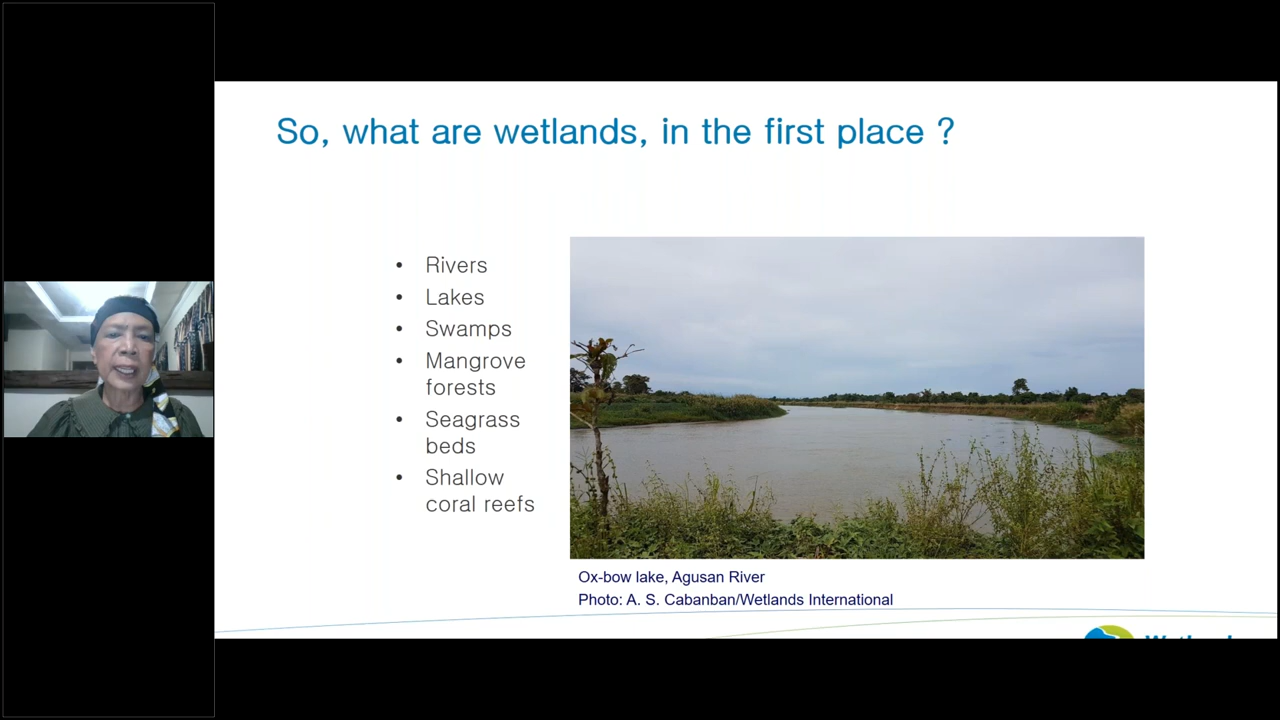 So, what are wetlands, in the first place ?
• Rivers
• Lakes
• Swamps
• Mangrove
forests
• Seagrass
beds
• Shallow
coral reefs
Ox-bow lake, Agusan River
Photo: A. S. Cabanban/Wetlands International